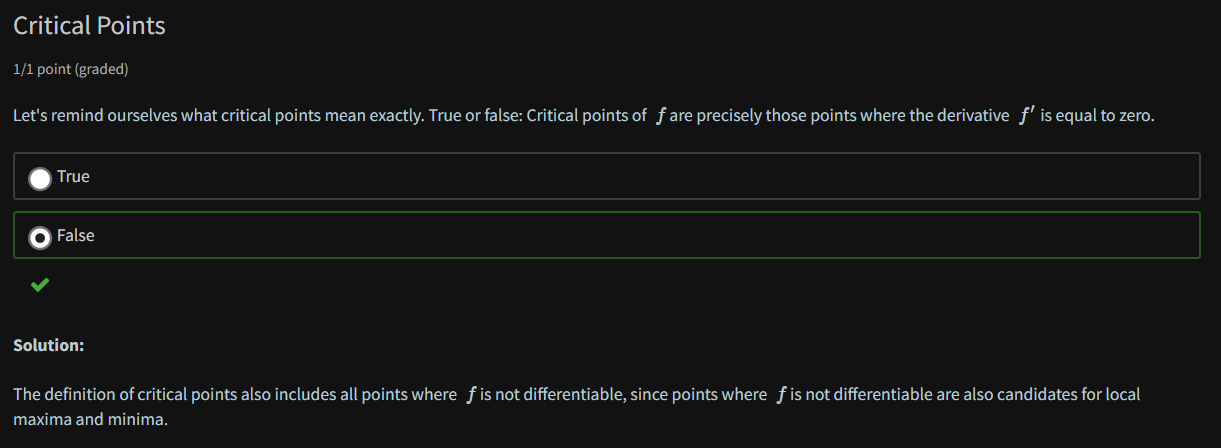 Critical Points
1/1 point (graded)
Let's remind ourselves what critical points mean exactly. True or false: Critical points of f are precisely those points where the derivative f′ is equal to zero.
True
False
Solution:
The definition of critical points also includes all points where f is not differentiable, since points where f is not differentiable are also candidates for local
maxima and minima.